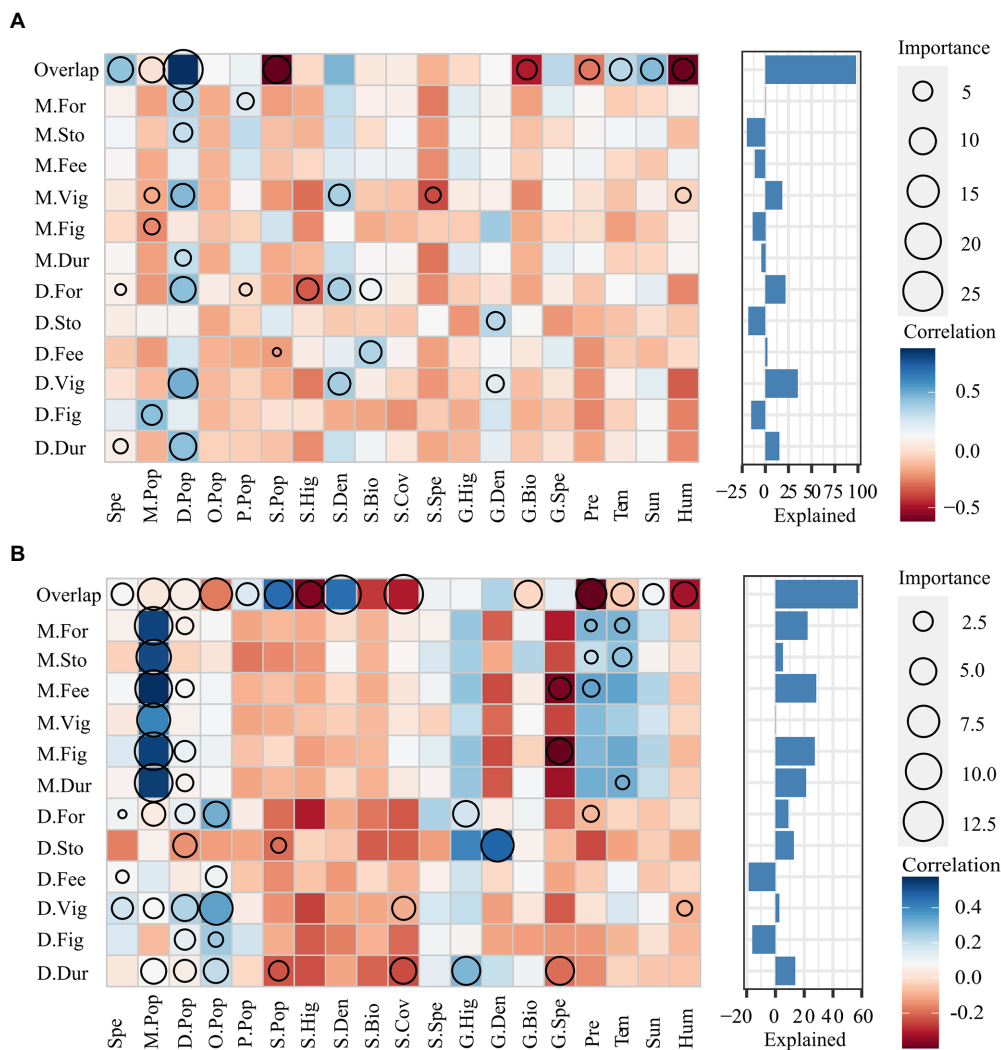 A
Overlap
M.For
M.Sto
M.Fee
M.Vig
M.Fig
M.Dur
D.For
D.Sto
D.Fee
D.Vig
D.Fig
D.Dur
Spe M.Pop D.Pop O.Pop P.Pop S.Pop S.Hig S.Den S.Bio S.Cov S.Spe G.Hig G.Den G.Bio G.Spe Pre Tem Sun Hum
−25 0 25 50 75 100
Explained
Importance
5
10
15
20
25
Correlation
0.5
0.0
−0.5
B
Overlap
M.For
M.Sto
M.Fee
M.Vig
M.Fig
M.Dur
D.For
D.Sto
D.Fee
D.Vig
D.Fig
D.Dur
Spe M.Pop D.Pop O.Pop P.Pop S.Pop S.Hig S.Den S.Bio S.Cov S.Spe G.Hig G.Den G.Bio G.Spe Pre Tem Sun Hum
−20 0 20 40 60
Explained
Importance
2.5
5.0
7.5
10.0
12.5
Correlation
0.4
0.2
0.0
−0.2